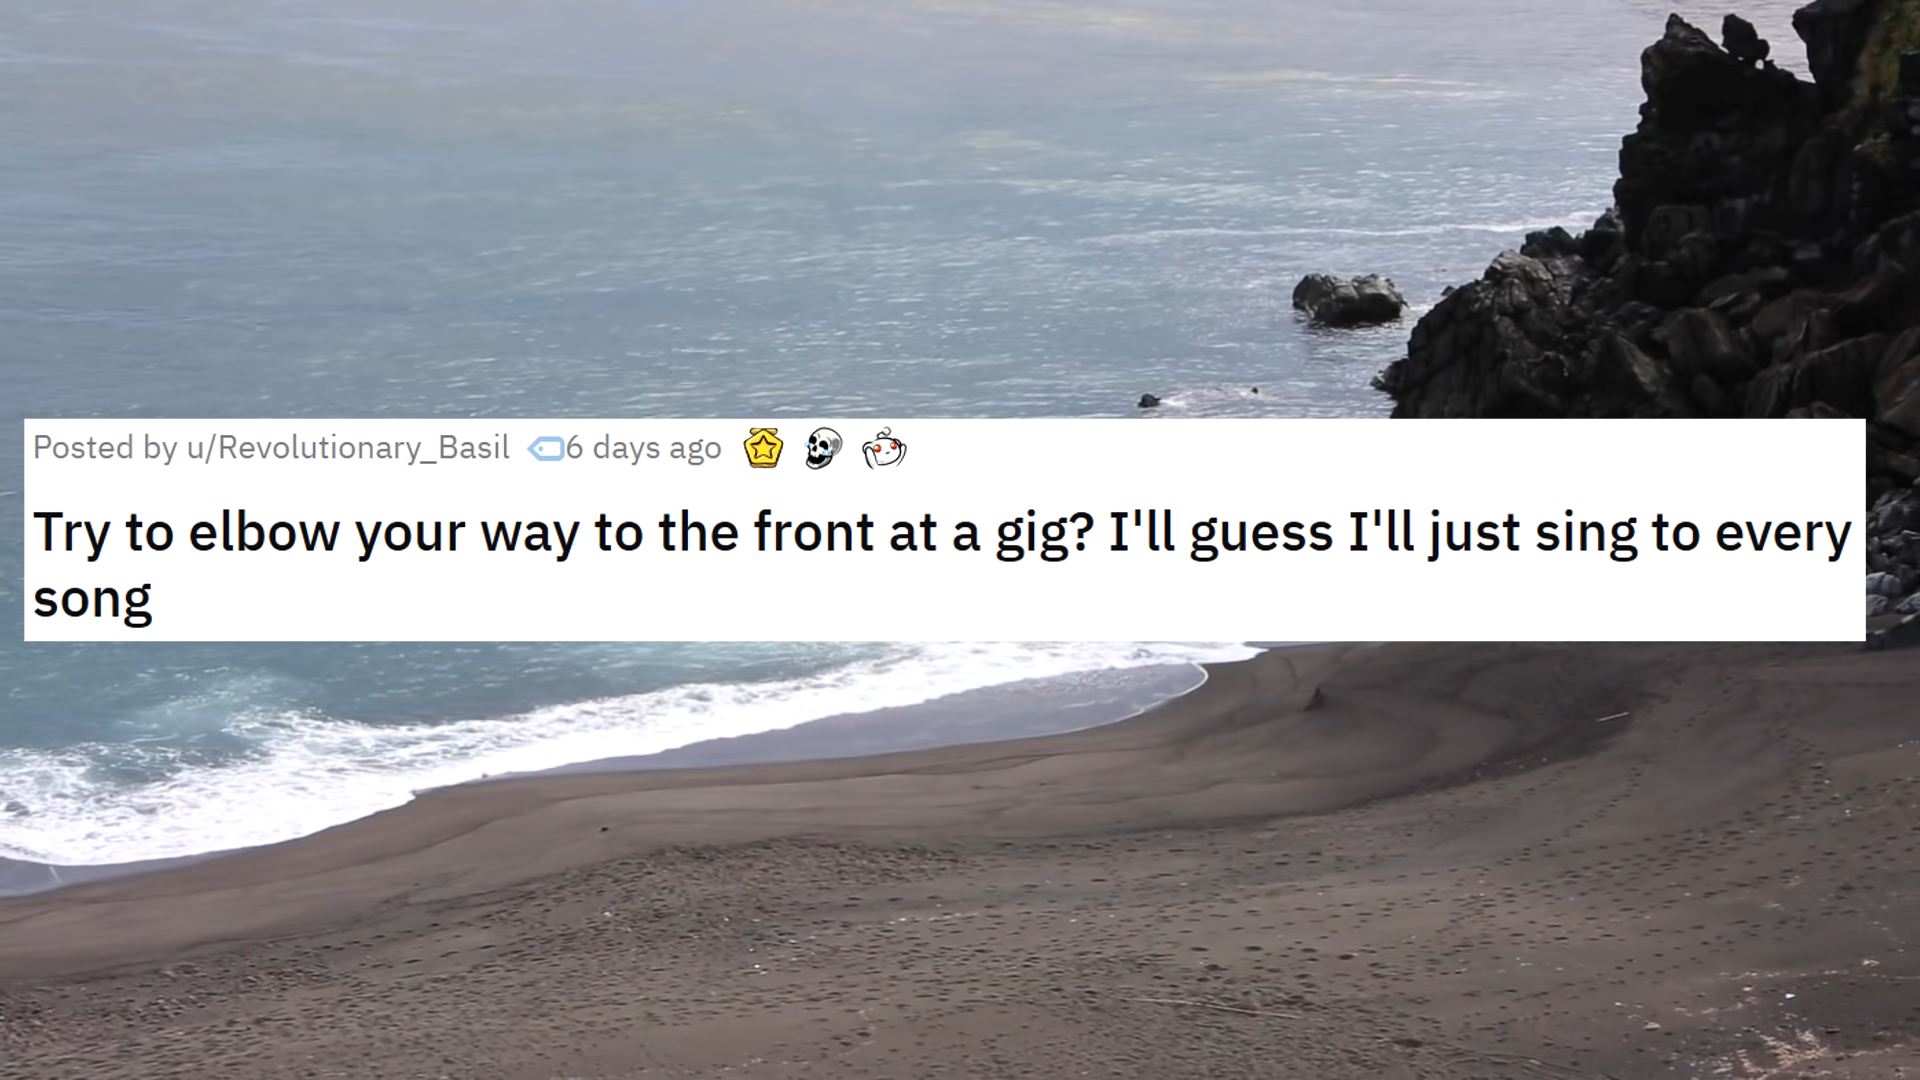 Posted by u/Revolutionary_Basil 6 days ago
Try to elbow your way to the front at a gig? I'll guess I'll just sing to every
song